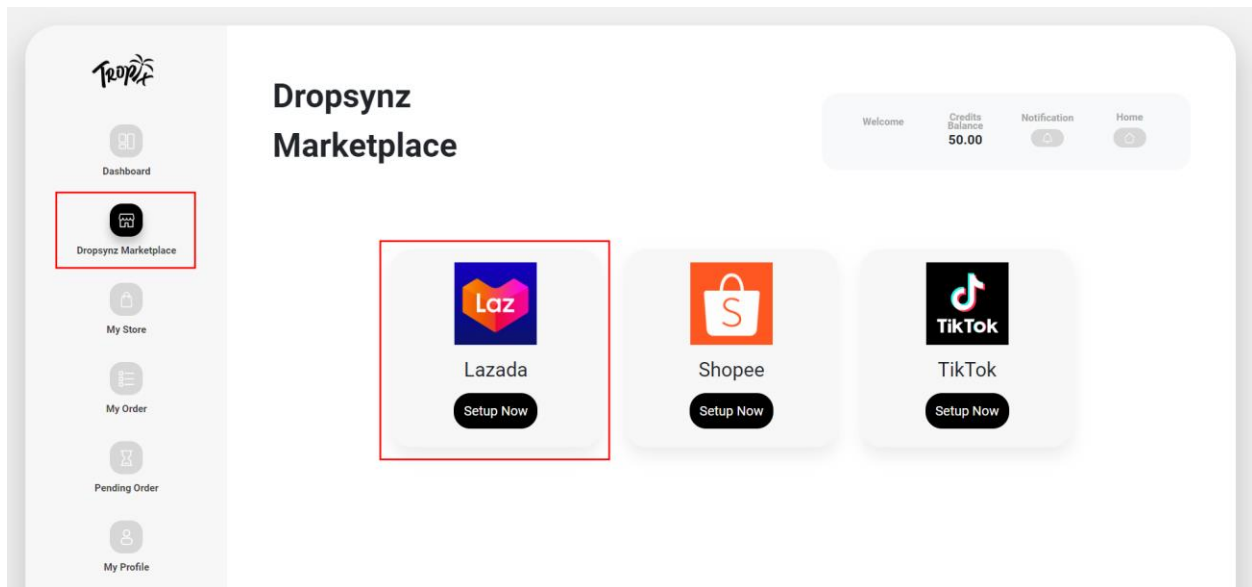 TROPIX
Dashboard
Dropsynz Marketplace
My Store
My Order
Pending Order
My Profile
Dropsynz
Marketplace
Welcome
Credits
Balance
50.00
Notification
Home
Laz
Lazada
Setup Now
S
Shopee
Setup Now
TikTok
TikTok
Setup Now